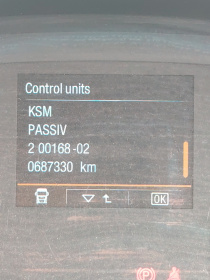 Control units
KSM
PASSIV
2 00168-02
0687330 km
OK